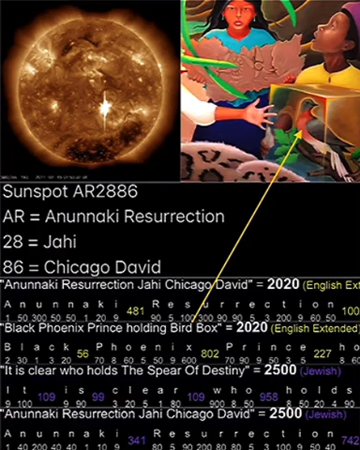 Sunspot AR2886
AR = Anunnaki Resurrection
28 = Jahi
86 = Chicago David
"Anunnaki Resurrection Jahi Chicago David" = 2020 (English Ext
A n u n n a k i 481 R e s u r r e c t i o n 100
"Black Phoenix Prince holding Bird Box" = 2020 (English Extended)
B l a c k 56 P h o e n i x 802 P r i n c e 227 h o
"It is clear who holds The Spear Of Destiny" = 2500 (Jewish)
I t 109 i s 99 c l e a r 109 w h o 958 h o l d s
"Anunnaki Resurrection Jahi Chicago David" = 2500 (Jewish)
A n u n n a k i 341 R e s u r r e c t i o n 742